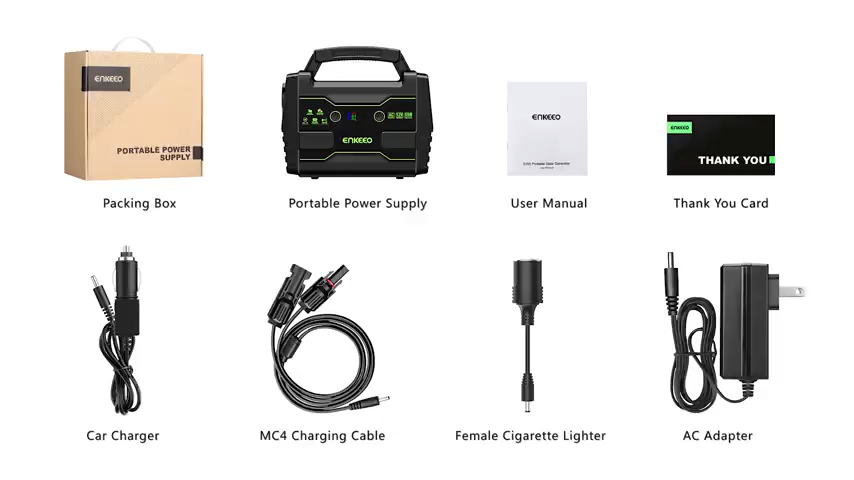 ENKEEO
PORTABLE POWER
SUPPLY
ENKEEO
ENKEEO
ENKEEO
THANK YOU
Packing Box
Portable Power Supply
User Manual
Thank You Card
Car Charger
MC4 Charging Cable
Female Cigarette Lighter
AC Adapter